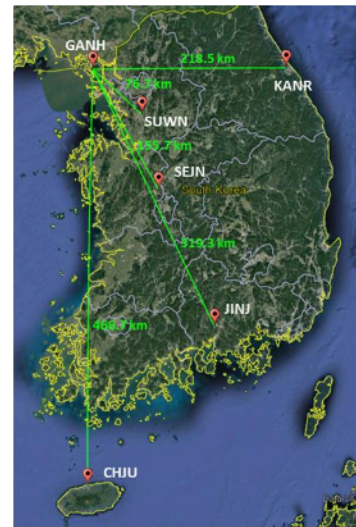 GANH
218.5 km
KANR
76.7 km
SUWN
155.7 km
SEJN
South Korea
319.3 km
JINJ
466.7 km
CHJU